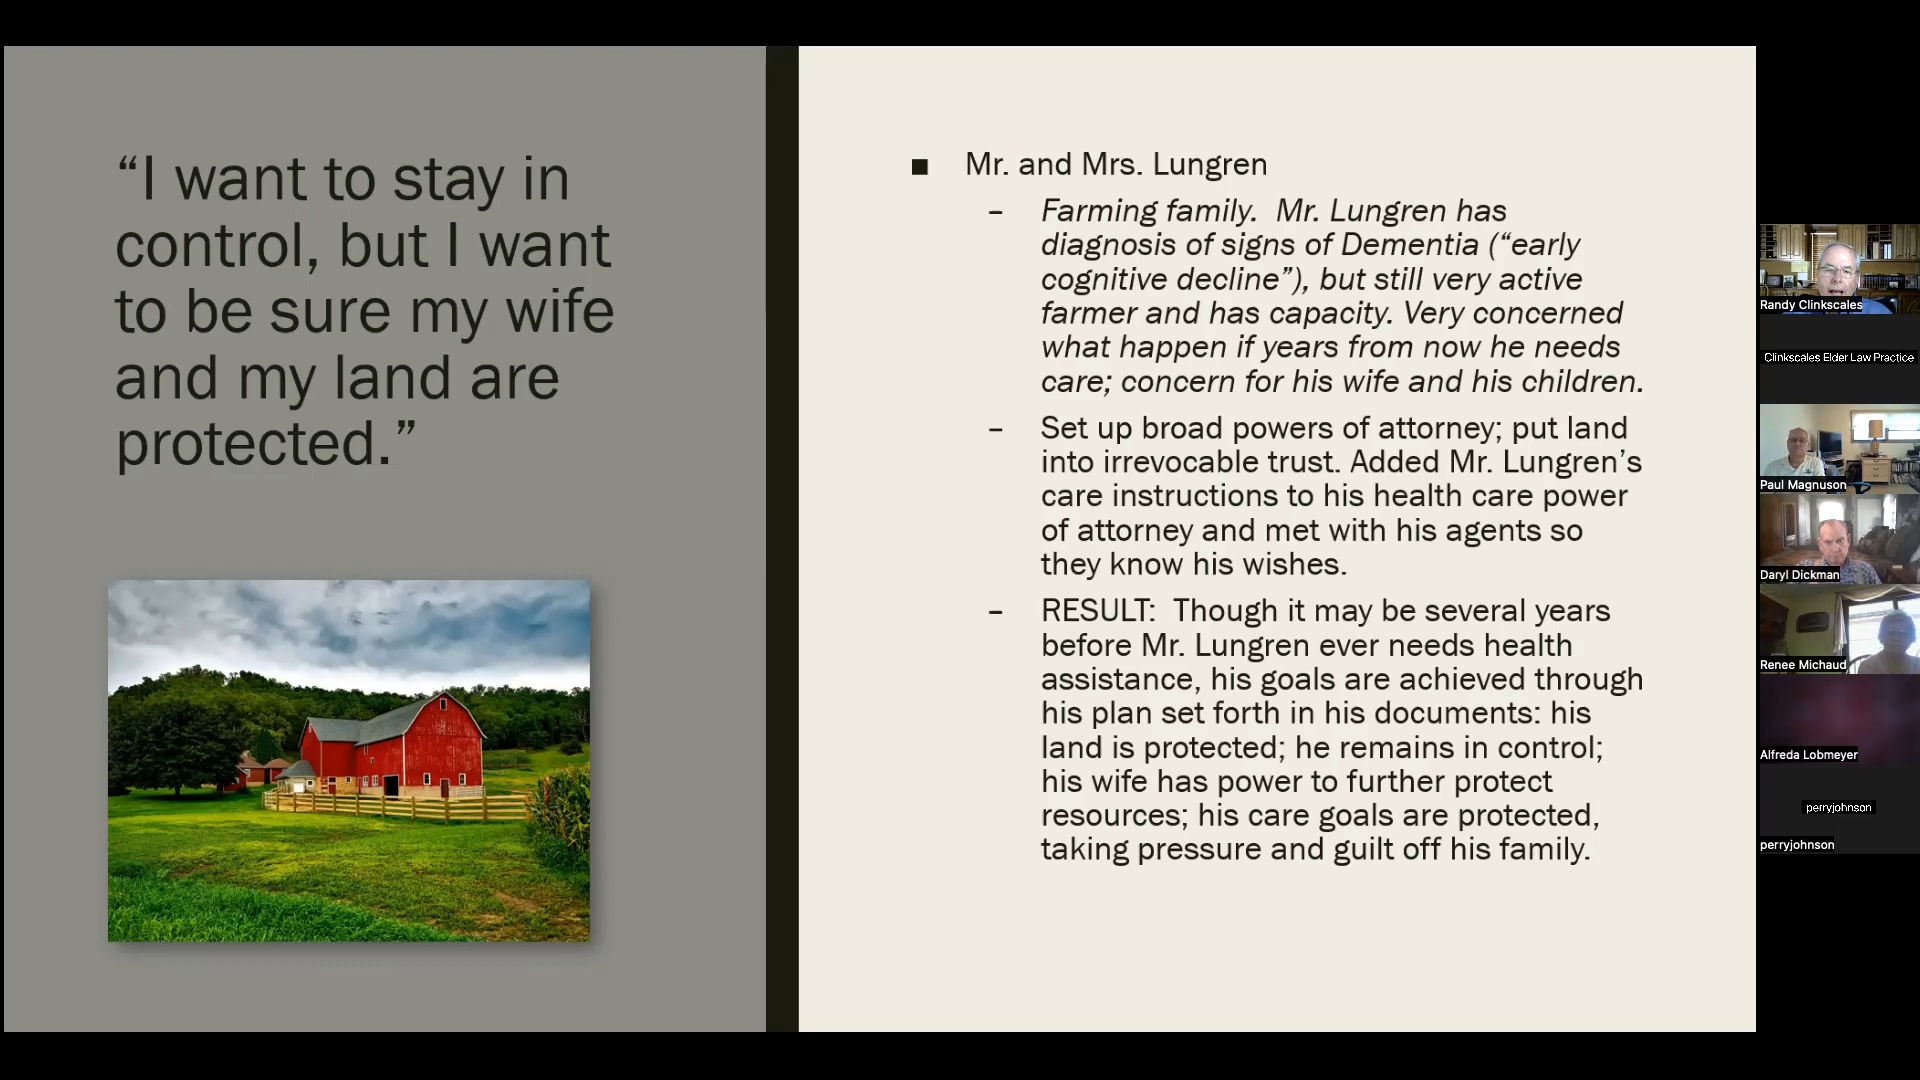 “I want to stay in
control, but I want
to be sure my wife
and my land are
protected.”
■ Mr. and Mrs. Lungren
– Farming family.  Mr. Lungren has
diagnosis of signs of Dementia (“early
cognitive decline”), but still very active
farmer and has capacity. Very concerned
what happen if years from now he needs
care; concern for his wife and his children.
– Set up broad powers of attorney; put land
into irrevocable trust. Added Mr. Lungren’s
care instructions to his health care power
of attorney and met with his agents so
they know his wishes.
– RESULT:  Though it may be several years
before Mr. Lungren ever needs health
assistance, his goals are achieved through
his plan set forth in his documents: his
land is protected; he remains in control;
his wife has power to further protect
resources; his care goals are protected,
taking pressure and guilt off his family.
Randy Clinkscales
Clinkscales Elder Law Practice
Paul Magnuson
Daryl Dickman
Renee Michaud
Alfreda Lobmeyer
perryjohnson
perryjohnson